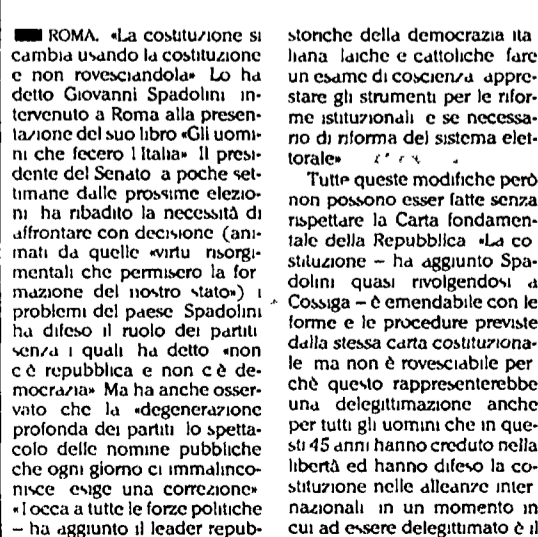 ROMA. «La costituzione si
cambia usando la costituzione
e non rovesciandola» Lo ha
detto Giovanni Spadolini in-
tervenuto a Roma alla presen-
tazione del suo libro «Gli uomi-
ni che fecero l Italia» Il presi-
dente del Senato a poche set-
timane dalle prossime elezio-
ni ha ribadito la necessità di
affrontare con decisione (ani-
mati da quelle «virtu risorgi-
mentali che permisero la for
mazione del nostro stato») i
problemi del paese Spadolini
ha difeso il ruolo dei partiti
senza i quali ha detto «non
c è repubblica e non c è de-
mocrazia» Ma ha anche osser-
vato che la «degenerazione
profonda dei partiti lo spetta-
colo delle nomine pubbliche
che ogni giorno ci immalinco-
nisce esige una correzione»
«Tocca a tutte le forze politiche
– ha aggiunto il leader repub-
storiche della democrazia ita
liana laiche e cattoliche fare
un esame di coscienza appre-
stare gli strumenti per le rifor-
me istituzionali e se necessa-
rio di riforma del sistema elet-
torale»
Tutte queste modifiche però
non possono esser fatte senza
rispettare la Carta fondamen-
tale della Repubblica «La co
stituzione – ha aggiunto Spa-
dolini quasi rivolgendosi a
Cossiga – è emendabile con le
forme e le procedure previste
dalla stessa carta costituziona-
le ma non è rovesciabile per
chè questo rappresenterebbe
una delegittimazione anche
per tutti gli uomini che in que-
sti 45 anni hanno creduto nella
libertà ed hanno difeso la co-
stituzione nelle alleanze inter
nazionali in un momento in
cui ad essere delegittimato è il